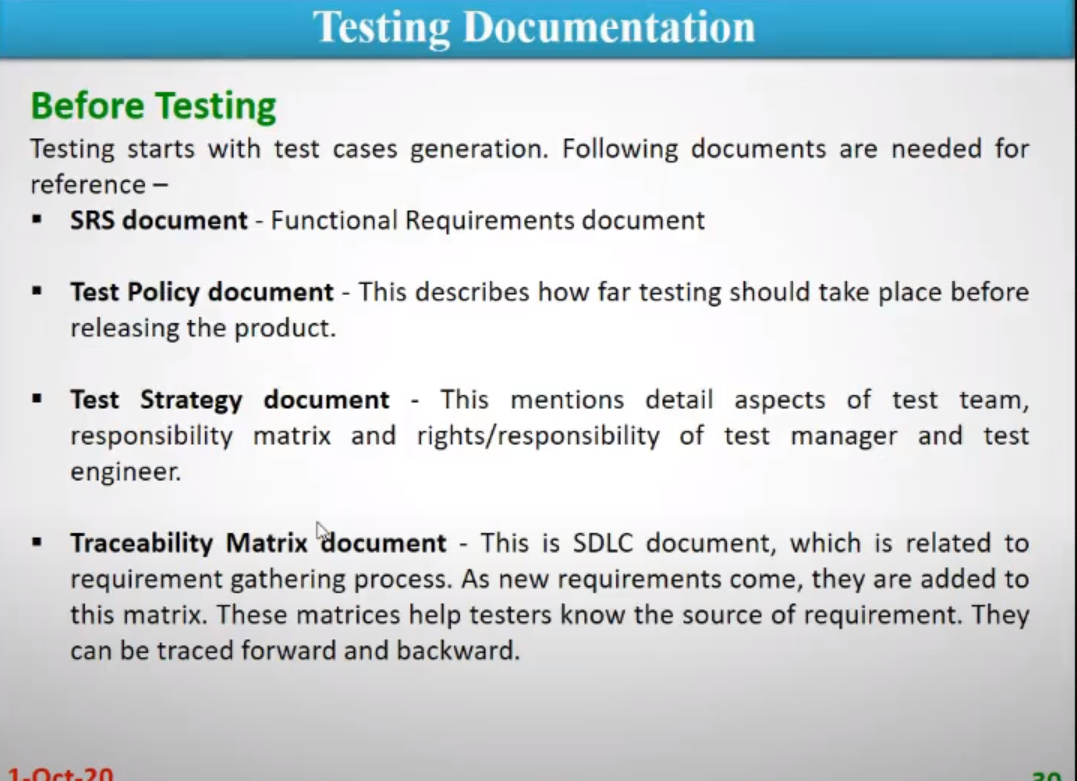 Testing Documentation
Before Testing
Testing starts with test cases generation. Following documents are needed for
reference –
▪ SRS document - Functional Requirements document
▪ Test Policy document - This describes how far testing should take place before
releasing the product.
▪ Test Strategy document - This mentions detail aspects of test team,
responsibility matrix and rights/responsibility of test manager and test
engineer.
▪ Traceability Matrix document - This is SDLC document, which is related to
requirement gathering process. As new requirements come, they are added to
this matrix. These matrices help testers know the source of requirement. They
can be traced forward and backward.
1-Oct-20
30